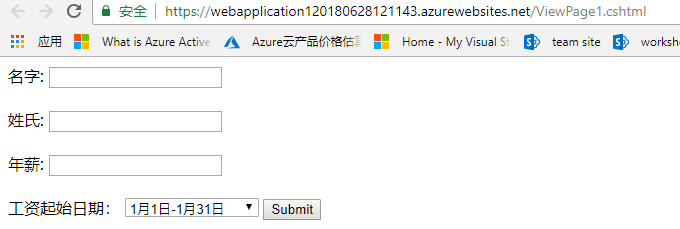 安全 https://webapplication120180628121143.azurewebsites.net/ViewPage1.cshtml
应用 What is Azure Active Azure云产品价格估算 Home - My Visual St team site worksho
名字:
姓氏:
年薪:
工资起始日期： 1月1日-1月31日 Submit